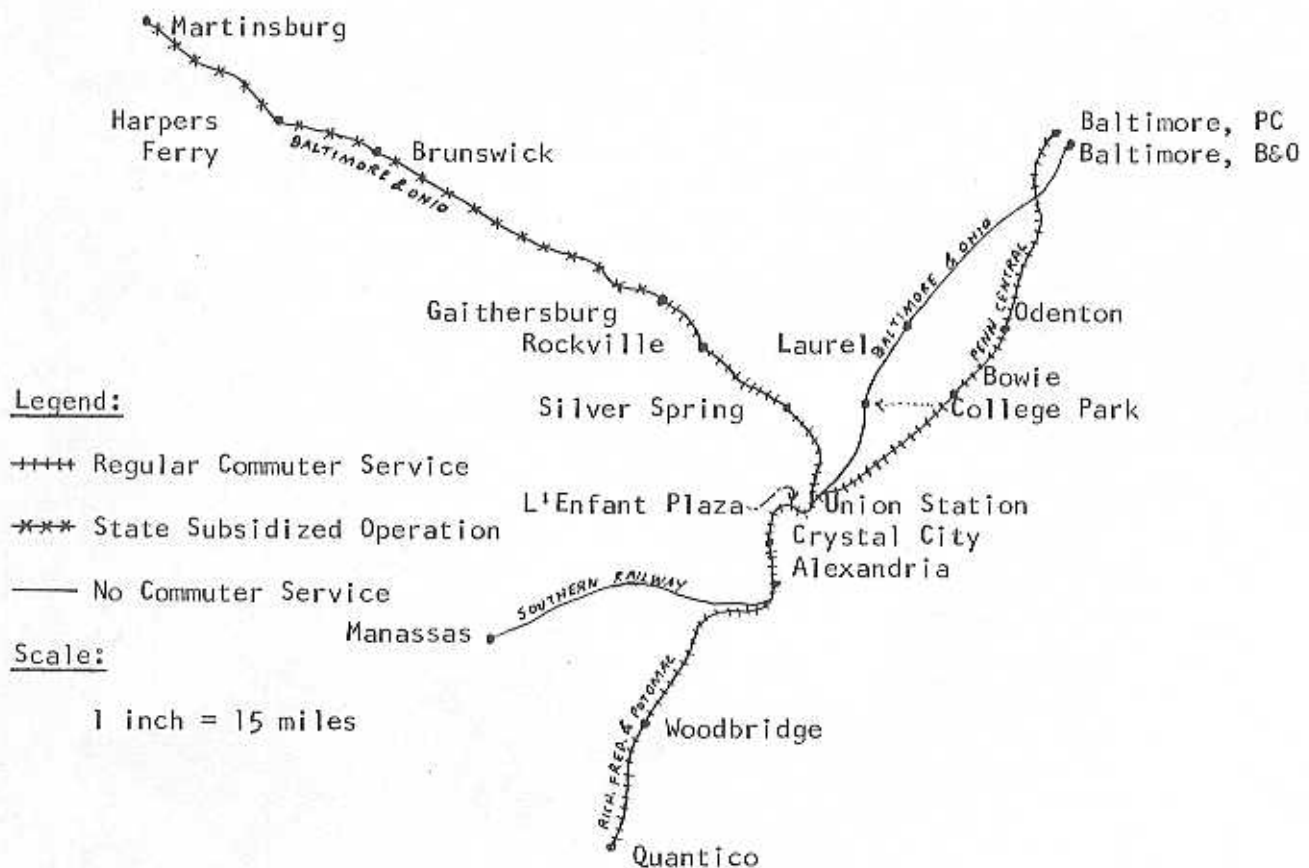 Martinsburg
Harpers
Ferry
BALTIMORE & OHIO
Brunswick
Baltimore, PC
Baltimore, B&O
Gaithersburg
Rockville
Laurel
BALTIMORE & OHIO
PENN CENTRAL
Odenton
Bowie
College Park
Silver Spring
Legend:
Regular Commuter Service
State Subsidized Operation
No Commuter Service
L'Enfant Plaza
Union Station
Crystal City
Alexandria
SOUTHERN RAILWAY
Manassas
Scale:
1 inch = 15 miles
RICH. FRED. & POTOMAC
Woodbridge
Quantico